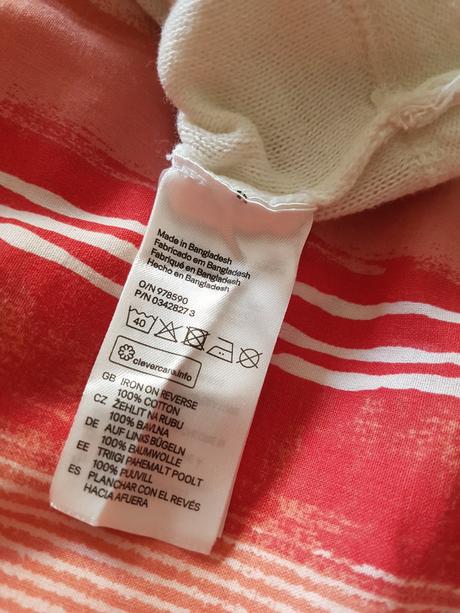 Made in Bangladesh
Fabricado em Bangladesh
Fabriqué en Bangladesh
Hecho en Bangladesh
O/N 978590
P/N 0342827 3
40
clevercare.info
GB IRON ON REVERSE
100% COTTON
CZ ŽEHLIT NA RUBU
100% BAVLNA
DE AUF LINKS BÜGELN
100% BAUMWOLLE
EE TRIIGI PAHEMALT POOLT
100% PUUVILL
ES PLANCHAR CON EL REVÉS
HACIA AFUERA